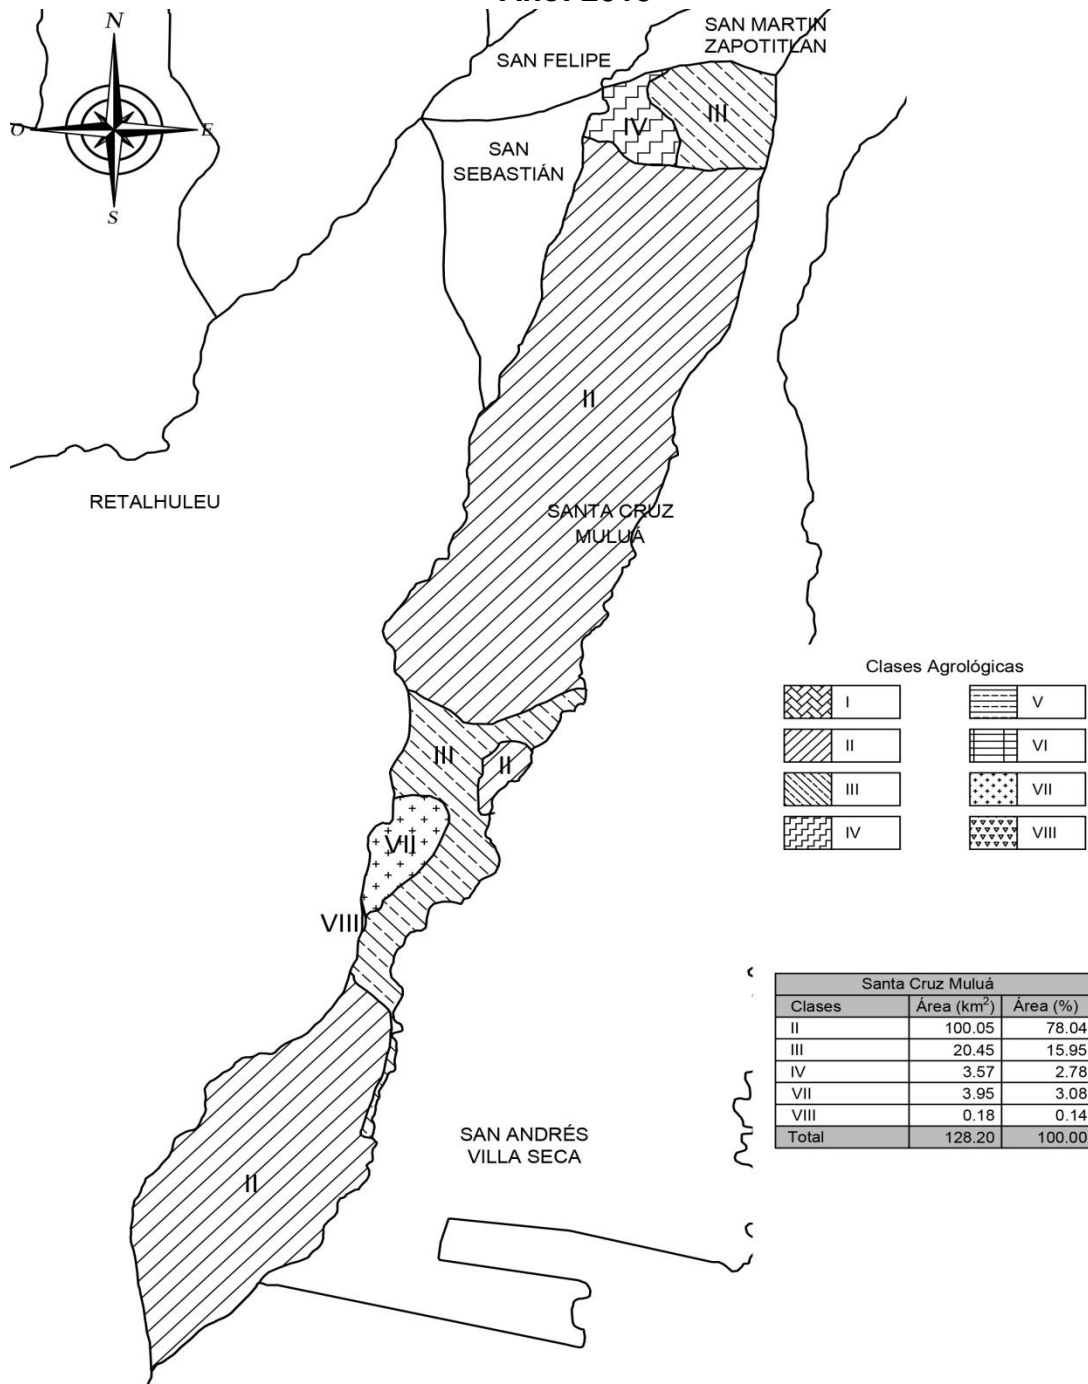 N
SAN MARTIN
ZAPOTITLAN
SAN FELIPE
O
E
S
IV
III
SAN
SEBASTIÁN
II
RETALHULEU
SANTA CRUZ
MULUÁ
III
II
VII
VIIII
Clases Agrológicas
I
V
II
VI
III
VII
IV
VIII
Santa Cruz Muluá
Clases Área (km²) Área (%)
II 100.05 78.04
III 20.45 15.95
IV 3.57 2.78
VII 3.95 3.08
VIII 0.18 0.14
Total 128.20 100.00
SAN ANDRÉS
VILLA SECA
II